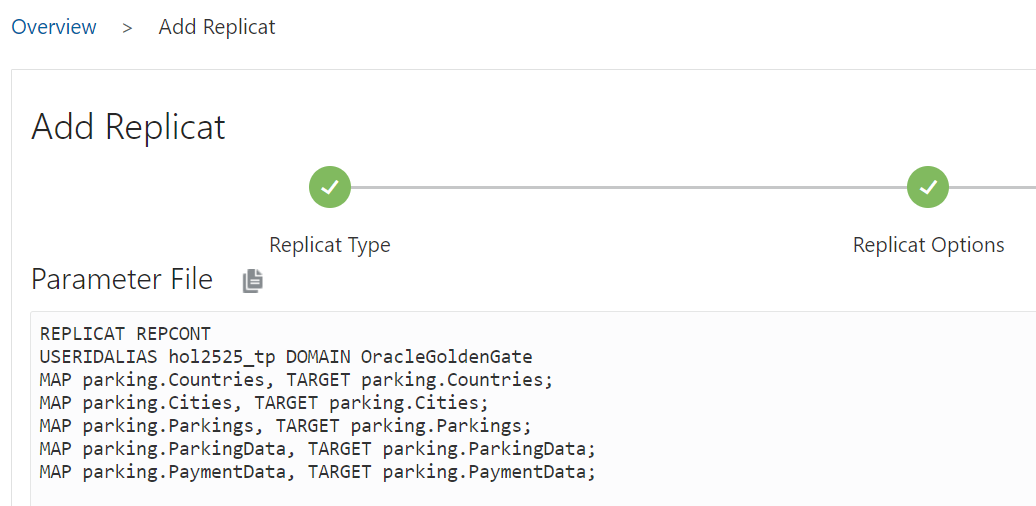 Overview > Add Replicat
Add Replicat
Replicat Type
Replicat Options
Parameter File
REPLICAT REPCONT
USERIDALIAS hol2525_tp DOMAIN OracleGoldenGate
MAP parking.Countries, TARGET parking.Countries;
MAP parking.Cities, TARGET parking.Cities;
MAP parking.Parkings, TARGET parking.Parkings;
MAP parking.ParkingData, TARGET parking.ParkingData;
MAP parking.PaymentData, TARGET parking.PaymentData;